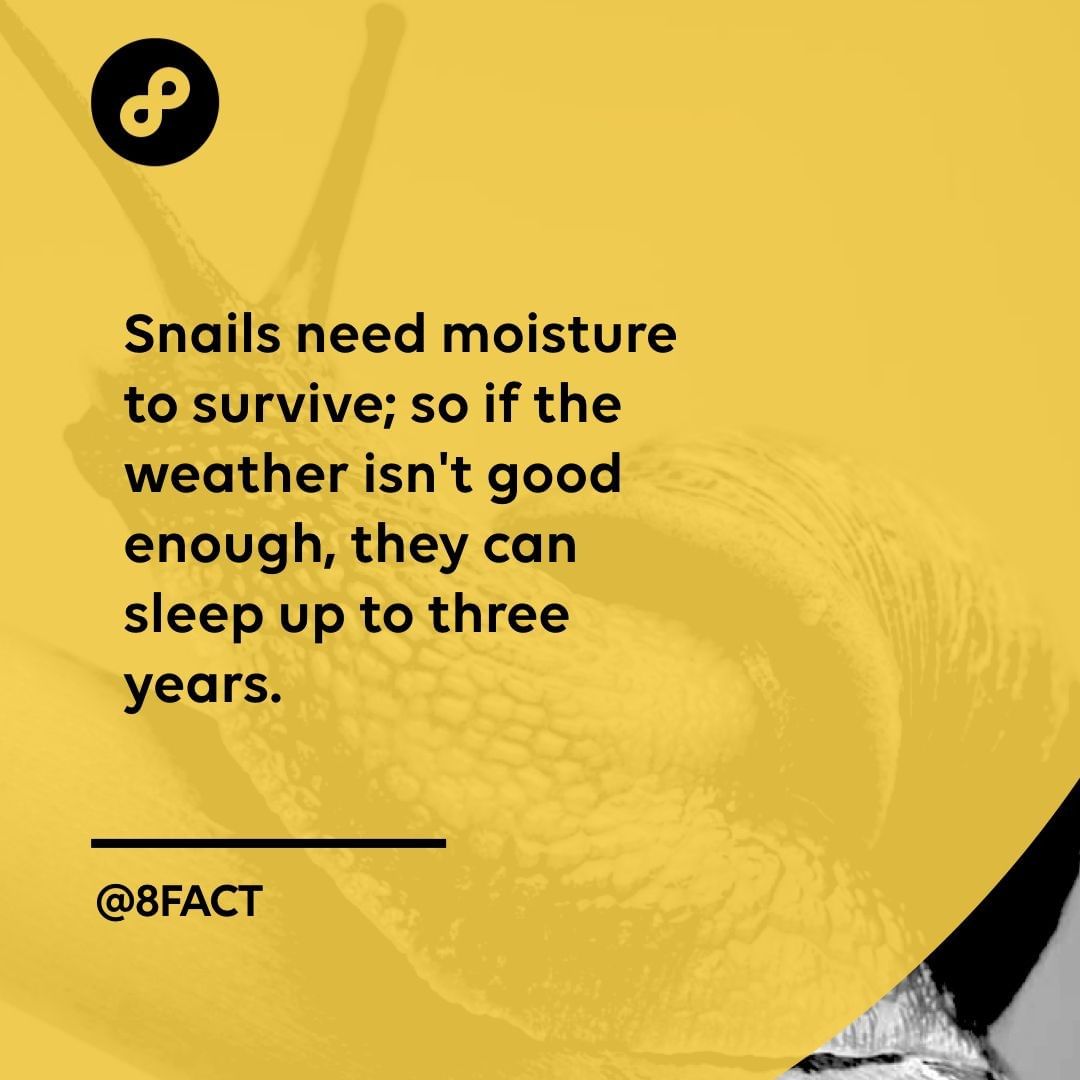 Snails need moisture
to survive; so if the
weather isn't good
enough, they can
sleep up to three
years.
@8FACT